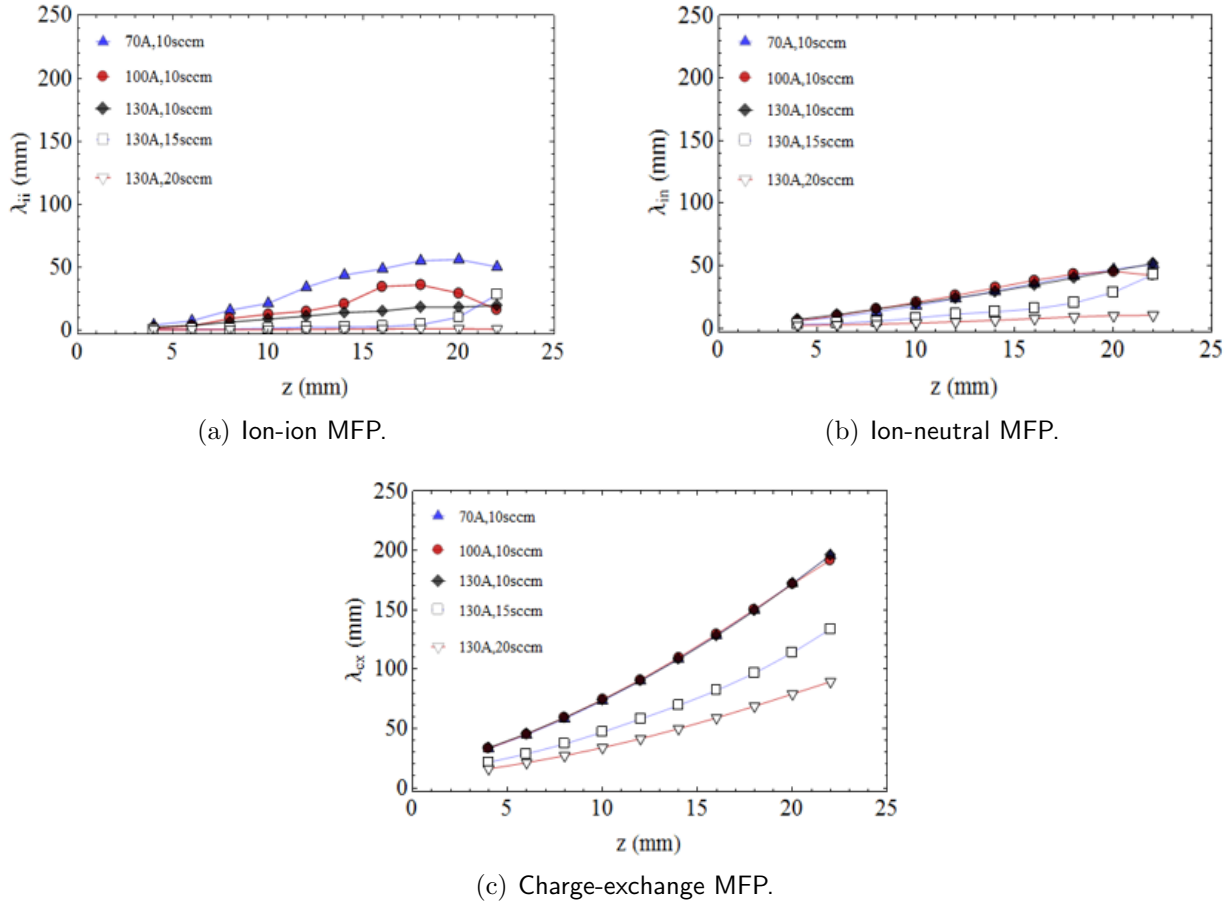 250
200
150
100
50
0
λii (mm)
70A,10sccm
100A,10sccm
130A,10sccm
130A,15sccm
130A,20sccm
0 5 10 15 20 25
z (mm)
(a) Ion-ion MFP.
250
200
150
100
50
0
λin (mm)
70A,10sccm
100A,10sccm
130A,10sccm
130A,15sccm
130A,20sccm
0 5 10 15 20 25
z (mm)
(b) Ion-neutral MFP.
250
200
150
100
50
0
λcx (mm)
70A,10sccm
100A,10sccm
130A,10sccm
130A,15sccm
130A,20sccm
0 5 10 15 20 25
z (mm)
(c) Charge-exchange MFP.